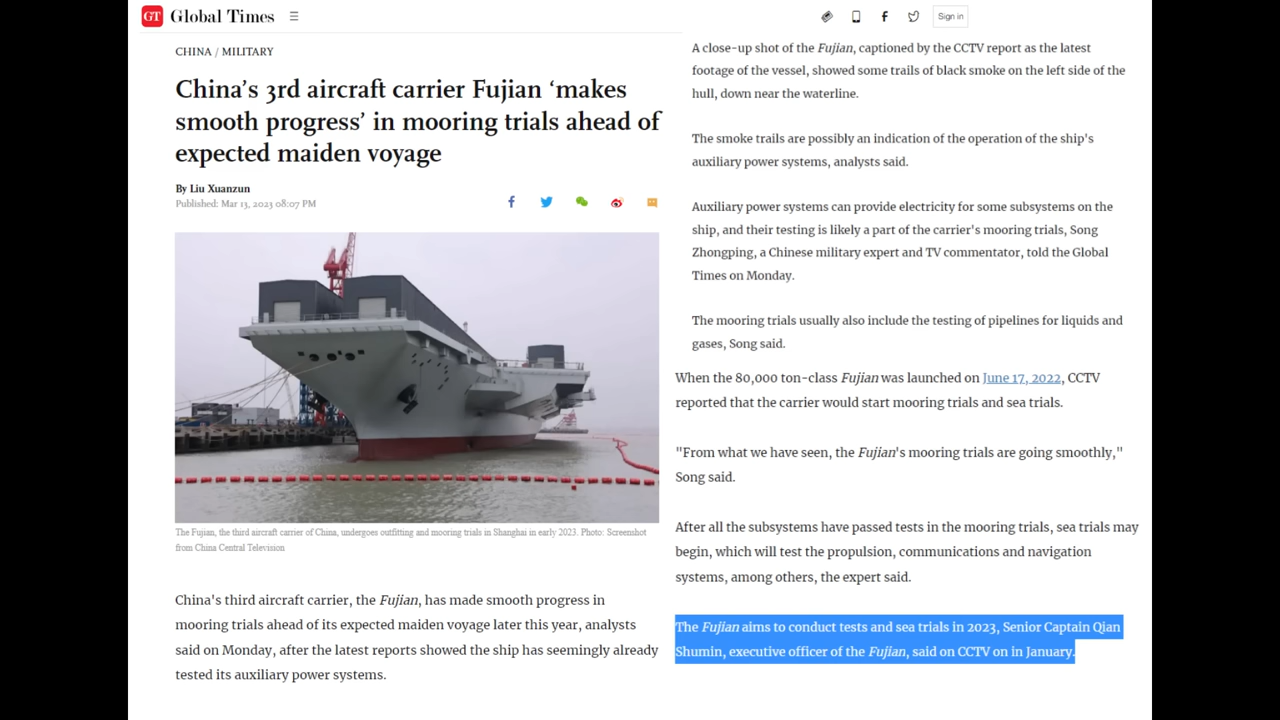 GT Global Times
Sign in
CHINA / MILITARY
China’s 3rd aircraft carrier Fujian ‘makes
smooth progress’ in mooring trials ahead of
expected maiden voyage
By Liu Xuanzun
Published: Mar 13, 2023 08:07 PM
The Fujian, the third aircraft carrier of China, undergoes outfitting and mooring trials in Shanghai in early 2023. Photo: Screenshot
from China Central Television
China's third aircraft carrier, the Fujian, has made smooth progress in
mooring trials ahead of its expected maiden voyage later this year, analysts
said on Monday, after the latest reports showed the ship has seemingly already
tested its auxiliary power systems.
A close-up shot of the Fujian, captioned by the CCTV report as the latest
footage of the vessel, showed some trails of black smoke on the left side of the
hull, down near the waterline.
The smoke trails are possibly an indication of the operation of the ship's
auxiliary power systems, analysts said.
Auxiliary power systems can provide electricity for some subsystems on the
ship, and their testing is likely a part of the carrier's mooring trials, Song
Zhongping, a Chinese military expert and TV commentator, told the Global
Times on Monday.
The mooring trials usually also include the testing of pipelines for liquids and
gases, Song said.
When the 80,000 ton-class Fujian was launched on June 17, 2022, CCTV
reported that the carrier would start mooring trials and sea trials.
"From what we have seen, the Fujian's mooring trials are going smoothly,"
Song said.
After all the subsystems have passed tests in the mooring trials, sea trials may
begin, which will test the propulsion, communications and navigation
systems, among others, the expert said.
The Fujian aims to conduct tests and sea trials in 2023, Senior Captain Qian
Shumin, executive officer of the Fujian, said on CCTV on in January.